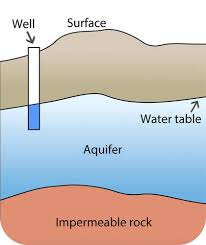 Well
Surface
Water table
Aquifer
Impermeable rock